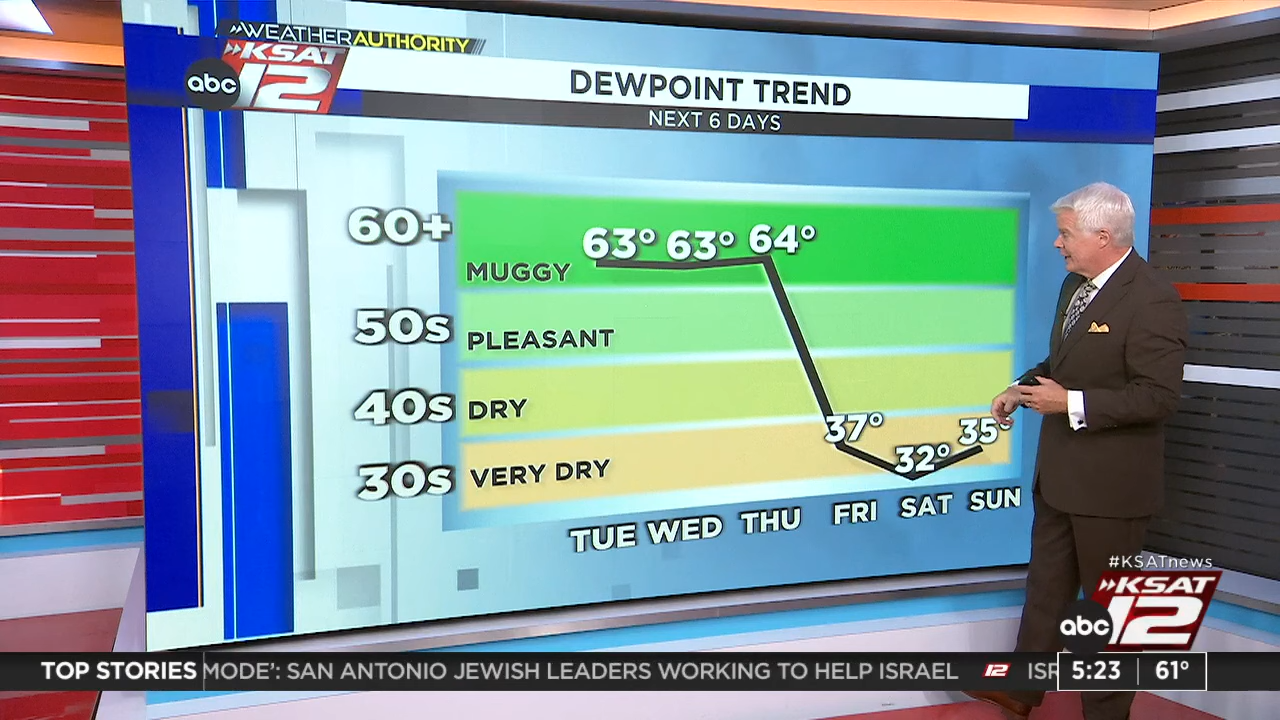 »WEATHERAUTHORITY
»KSAT
abc 12
DEWPOINT TREND
NEXT 6 DAYS
60+
63° 63° 64°
MUGGY
50s PLEASANT
40s DRY
37°
32°
35°
30s VERY DRY
TUE WED THU FRI SAT SUN
#KSATnews
»KSAT
abc 12
TOP STORIES MODE’: SAN ANTONIO JEWISH LEADERS WORKING TO HELP ISRAEL 12 ISR 5:23 61°